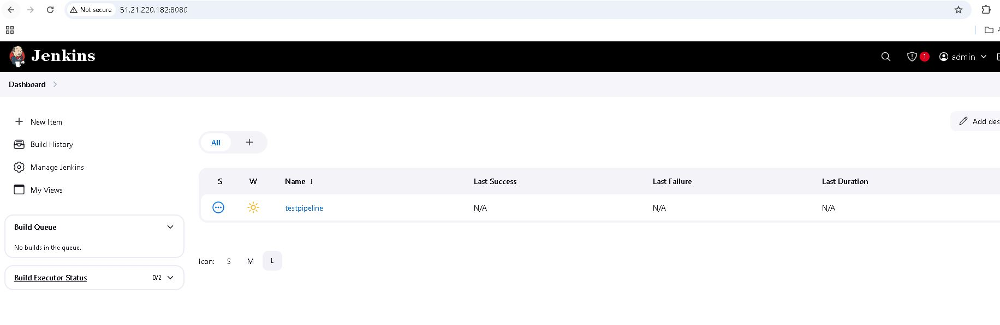 Not secure 51.21.220.182:8080
Jenkins
1 admin
Dashboard
New Item
Build History
Manage Jenkins
My Views
Add des
All
S W Name ↓ Last Success Last Failure Last Duration
testpipeline N/A N/A N/A
Build Queue
No builds in the queue.
Build Executor Status 0/2
Icon: S M L